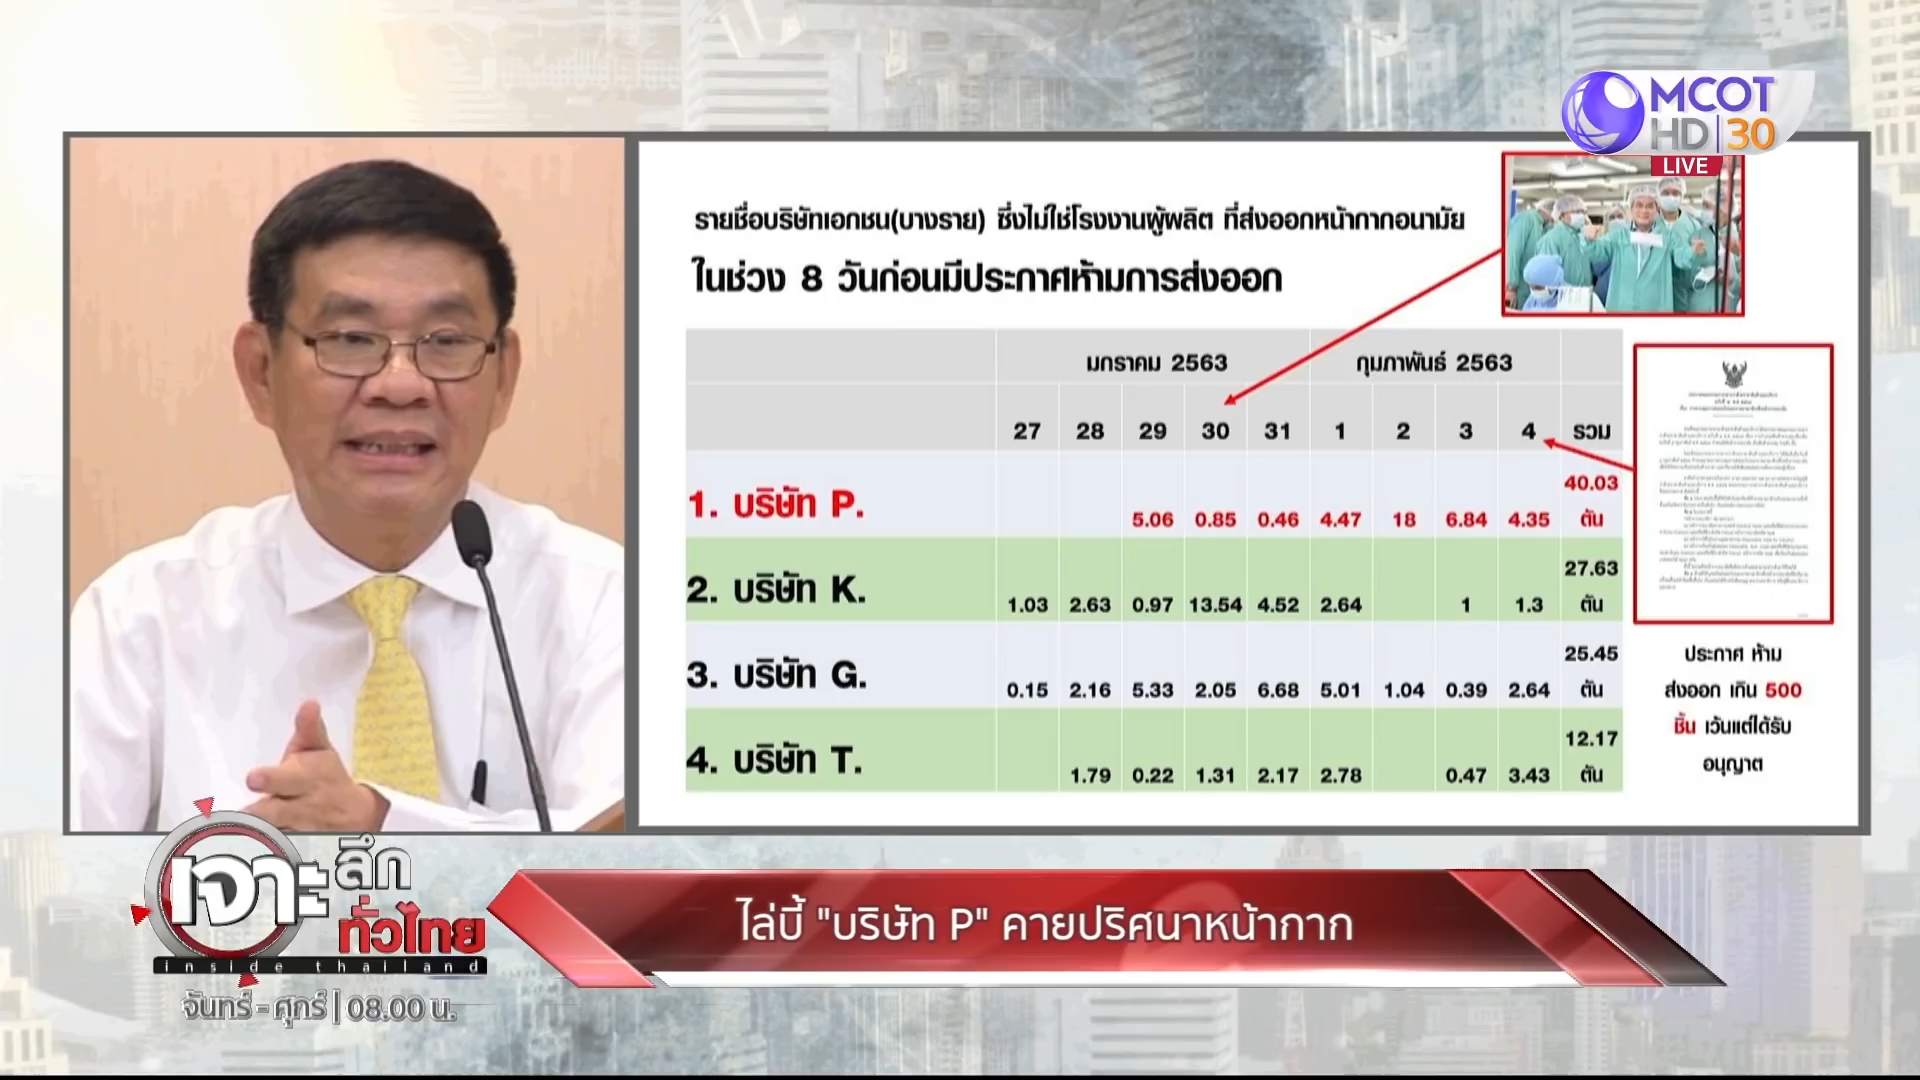 MCOT
HD 30
LIVE
รายชื่อบริษัทเอกชน(บางราย) ซึ่งไม่ใช่โรงงานผู้ผลิต ที่ส่งออกหน้ากากอนามัย
ในช่วง 8 วันก่อนมีประกาศห้ามการส่งออก
มกราคม 2563 กุมภาพันธ์ 2563
27 28 29 30 31 1 2 3 4 รวม
1. บริษัท P. 5.06 0.85 0.46 4.47 18 6.84 4.35 40.03 ตัน
2. บริษัท K. 1.03 2.63 0.97 13.54 4.52 2.64 1 1.3 27.63 ตัน
3. บริษัท G. 0.15 2.16 5.33 2.05 6.68 5.01 1.04 0.39 2.64 25.45 ตัน
4. บริษัท T. 1.79 0.22 1.31 2.17 2.78 0.47 3.43 12.17 ตัน
ประกาศ ห้าม
ส่งออก เกิน 500
ชิ้น เว้นแต่ได้รับ
อนุญาต
เจาะลึก
ทั่วไทย
inside thailand
จันทร์ - ศุกร์ | 08.00 น.
ไล่บี้ "บริษัท P" คายปริศนาหน้ากาก